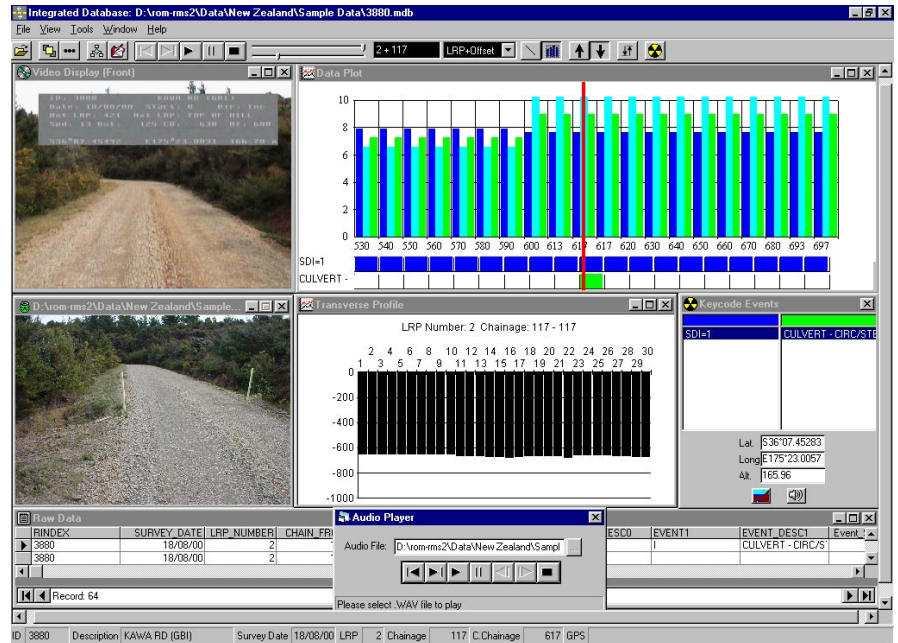 Integrated Database: D:\rom-rms2\Data\New Zealand\Sample Data\3880.mdb
File View Tools Window Help
2 + 117
LRP+Offset
Video Display (Front)
ID: 3880 KAWA RD (GBI)
Data Plot
10
8
6
4
2
0
530 540 550 560 570 580 590 600 613 617 617 620 630 640 650 660 670 680 693 697
SDI=1
CULVERT -
D:\rom-rms2\Data\New Zealand\Sample...
Transverse Profile
LRP Number: 2 Chainage: 117 - 117
2 4 6 8 10 12 14 16 18 20 22 24 26 28 30
1 3 5 7 9 11 13 15 17 19 21 23 25 27 29
0
-200
-400
-600
-800
-1000
Keycode Events
SDI=1 CULVERT - CIRC/STE
Lat. S36°07.45283
Long E175°23.0057
Alt. 165.96
Raw Data
RINDEX SURVEY_DATE LRP_NUMBER CHAIN_FR ESC0 EVENT1 EVENT_DESC1
3880 18/08/00 2 I CULVERT - CIRC/S
3880 18/08/00 2
Record: 64
Audio Player
Audio File: D:\rom-rms2\Data\New Zealand\Sampl
...
Please select .WAV file to play
ID 3880 Description KAWA RD (GBI) Survey Date 18/08/00 LRP 2 Chainage 117 C.Chainage 617 GPS